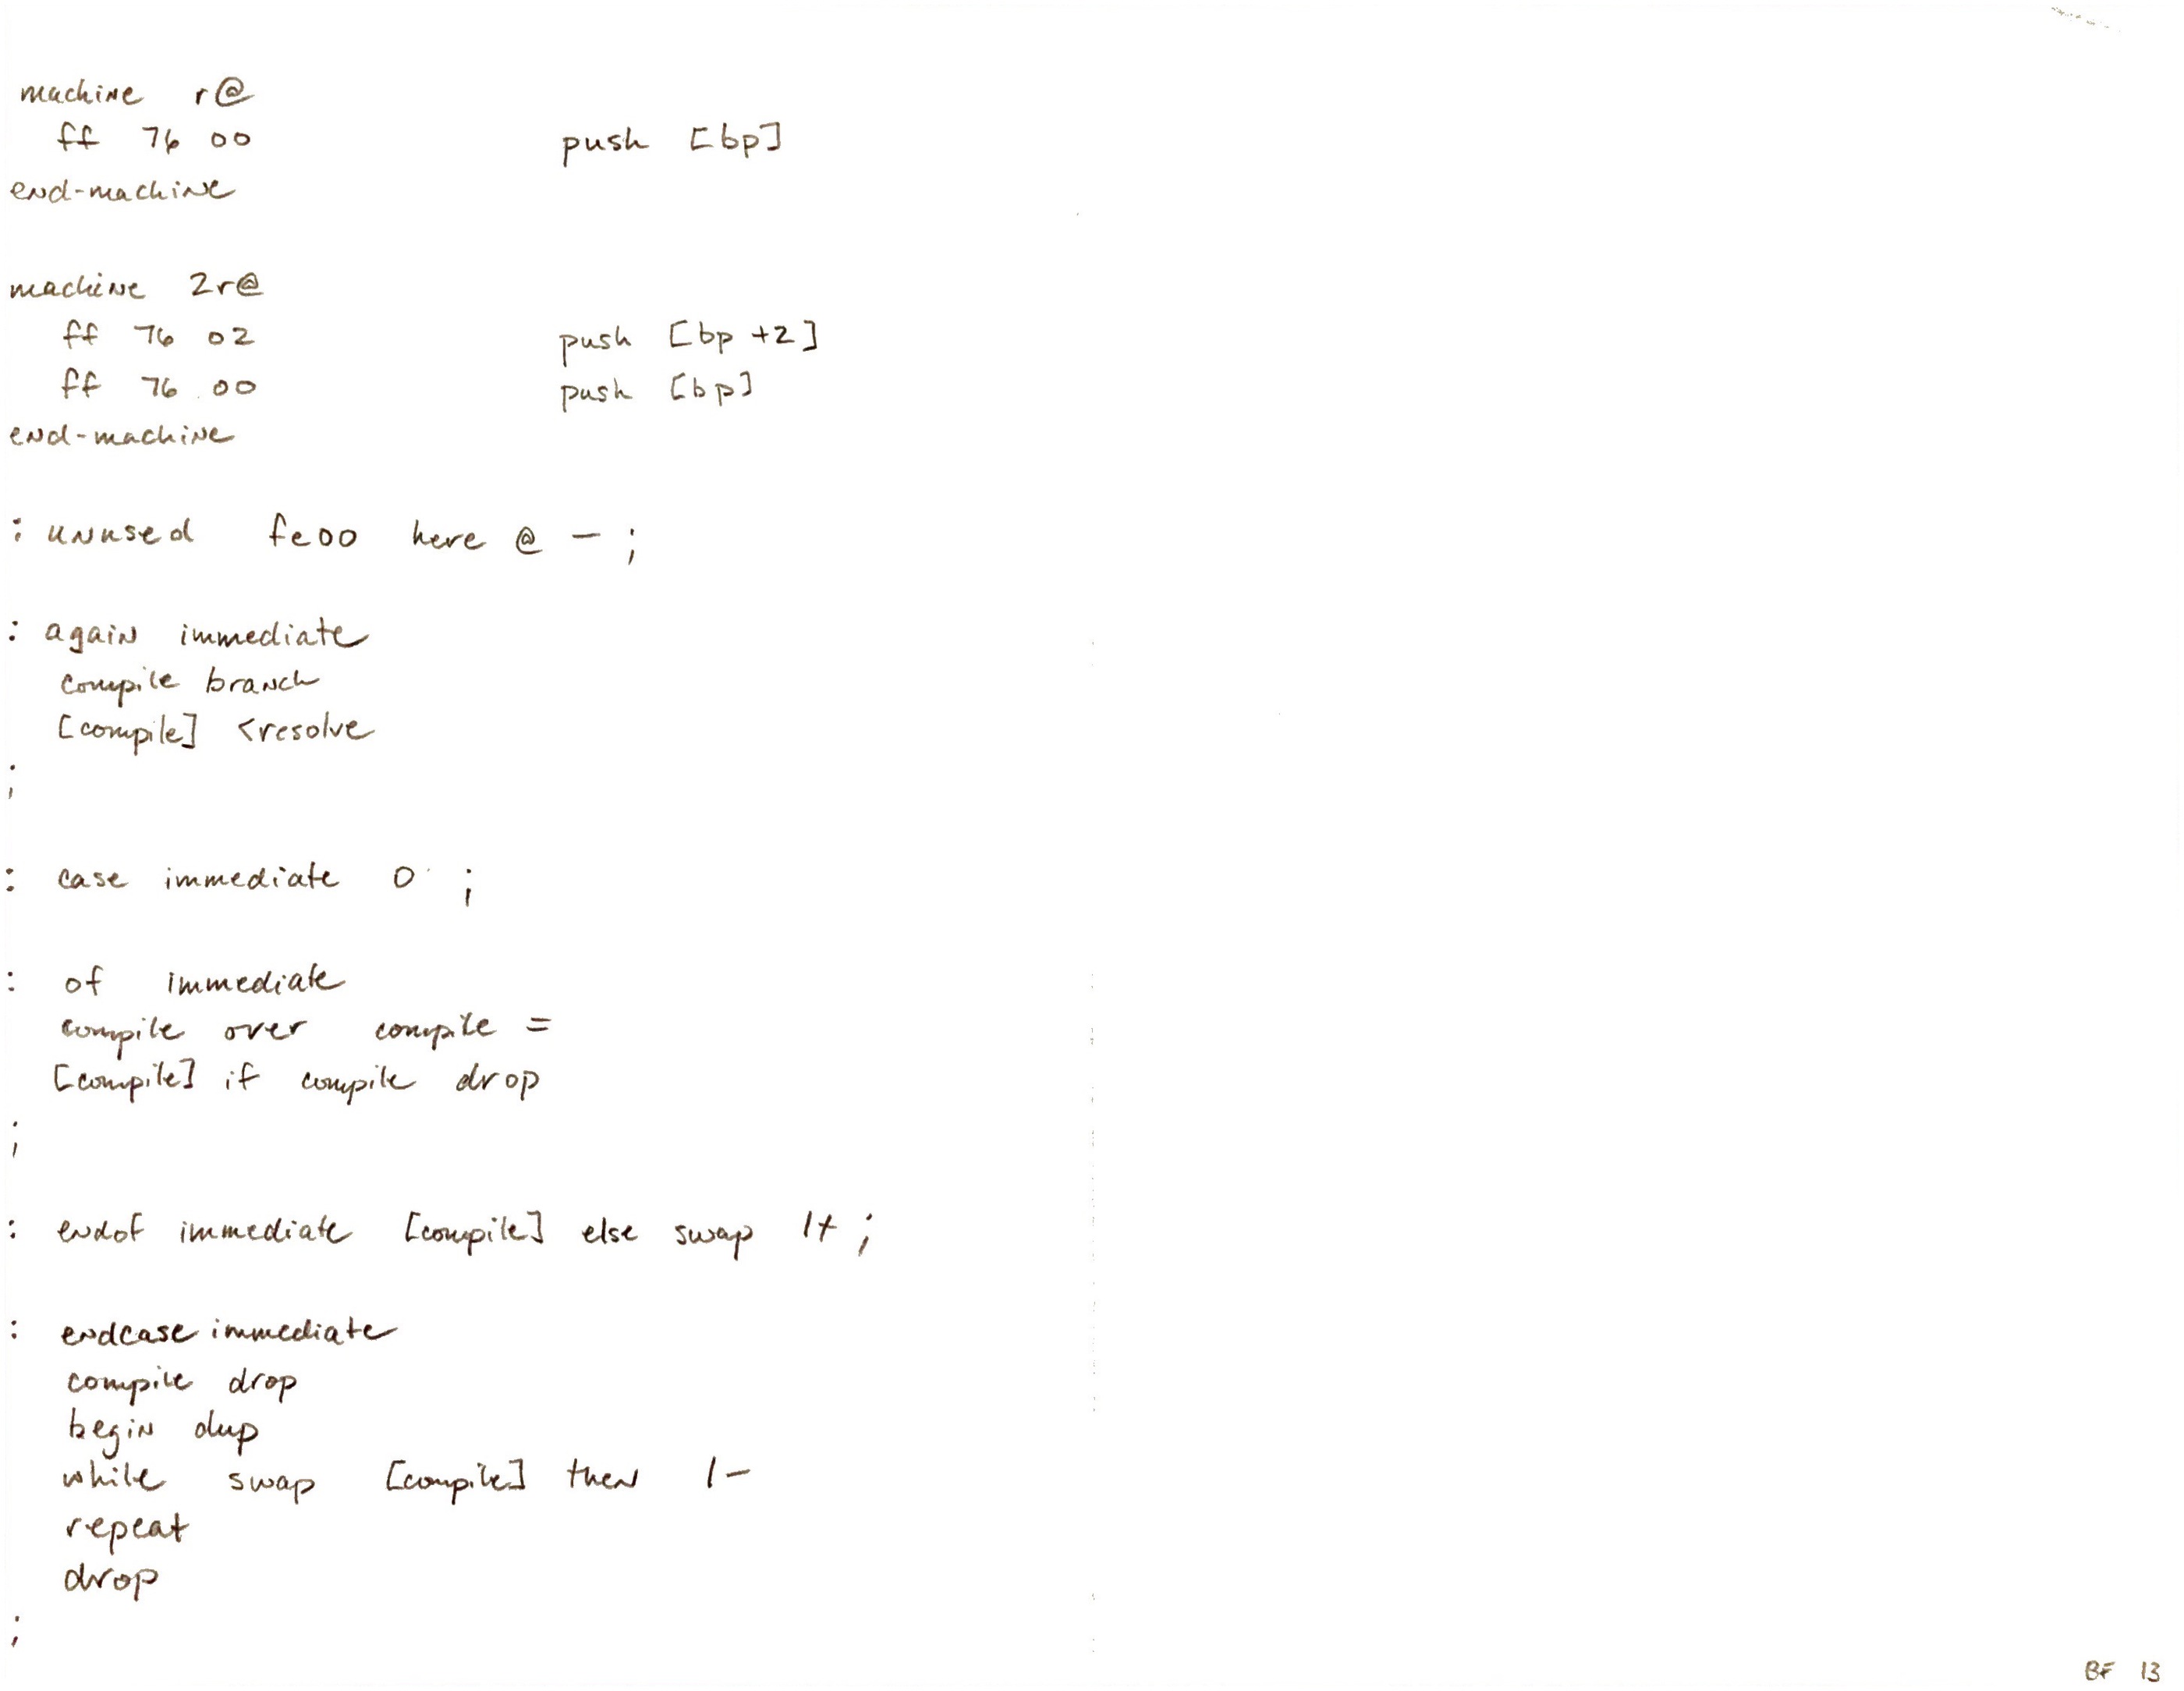 machine r@
ff 76 00 push [bp]
end-machine
machine 2r@
ff 76 02 push [bp +2]
ff 76 00 push [bp]
end-machine
: unused fe00 here @ - ;
: again immediate
compile branch
[compile] <resolve
;
: case immediate 0 ;
: of immediate
compile over compile =
[compile] if compile drop
;
: endof immediate [compile] else swap 1+ ;
: endcase immediate
compile drop
begin dup
while swap [compile] then 1-
repeat
drop
;
BF 13